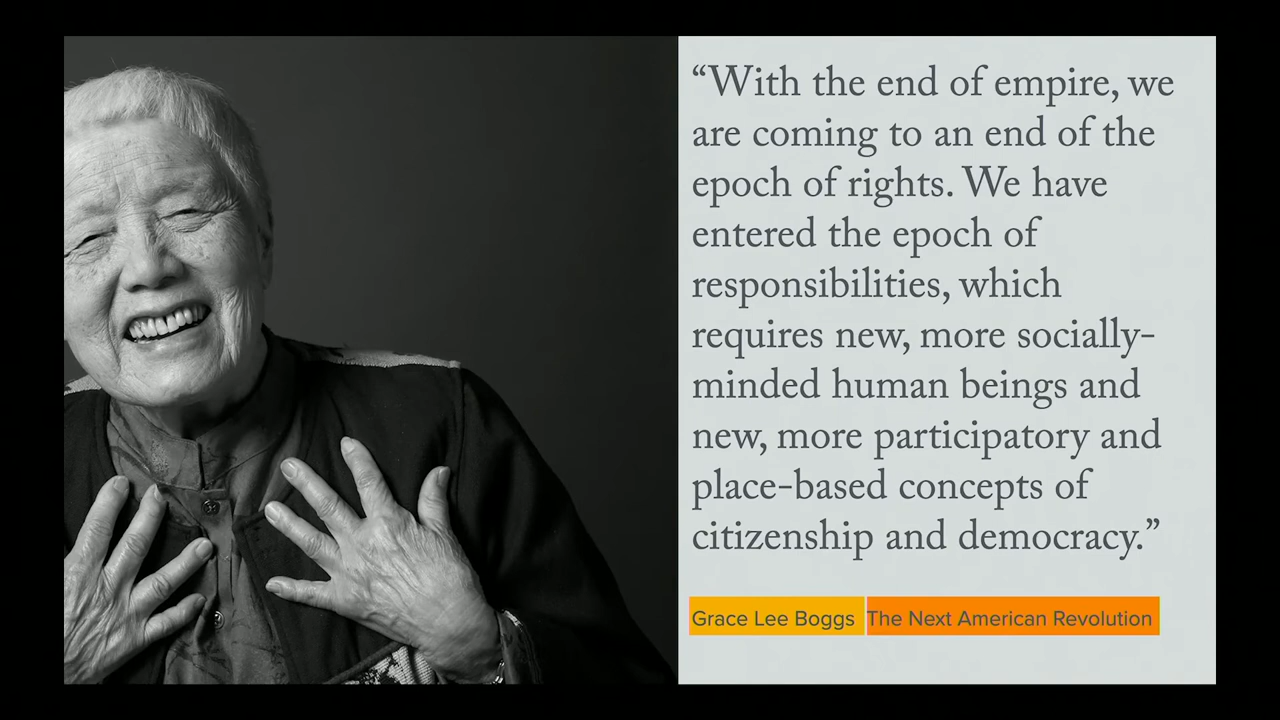 “With the end of empire, we
are coming to an end of the
epoch of rights. We have
entered the epoch of
responsibilities, which
requires new, more socially-
minded human beings and
new, more participatory and
place-based concepts of
citizenship and democracy.”
Grace Lee Boggs The Next American Revolution